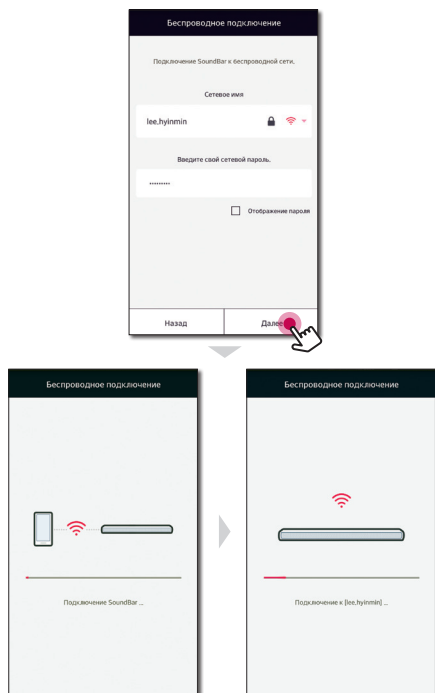 Беспроводное подключение
Подключение SoundBar к беспроводной сети.
Сетевое имя
lee,hyinmin
Введите свой сетевой пароль.
•••••••••
Отображение пароля
Назад
Далее
Беспроводное подключение
Подключение SoundBar ...
Беспроводное подключение
Подключение к [lee,hyinmin] ...